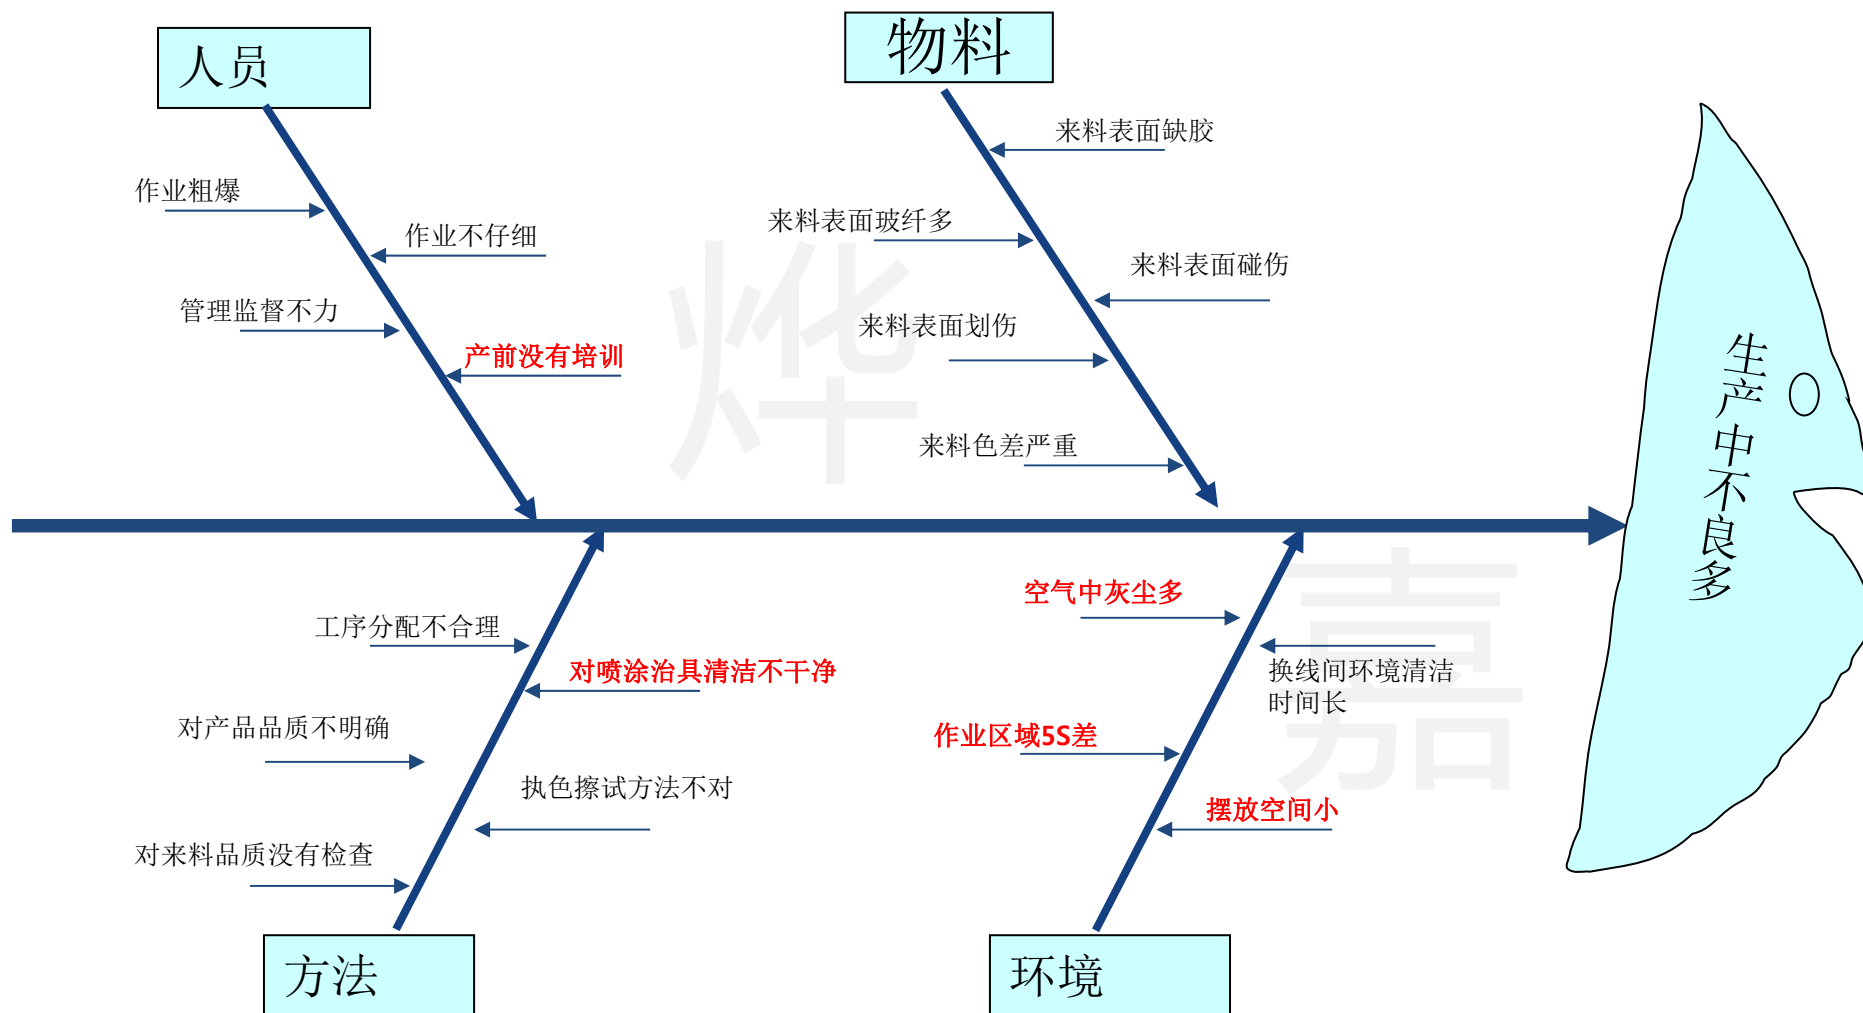 人员
物料
来料表面缺胶
作业粗爆
来料表面玻纤多
作业不仔细
来料表面碰伤
管理监督不力
来料表面划伤
产前没有培训
来料色差严重
生产中不良多
空气中灰尘多
工序分配不合理
对喷涂治具清洁不干净
换线间环境清洁
时间长
对产品品质不明确
作业区域5S差
执色擦试方法不对
摆放空间小
对来料品质没有检查
方法
环境
烨
嘉